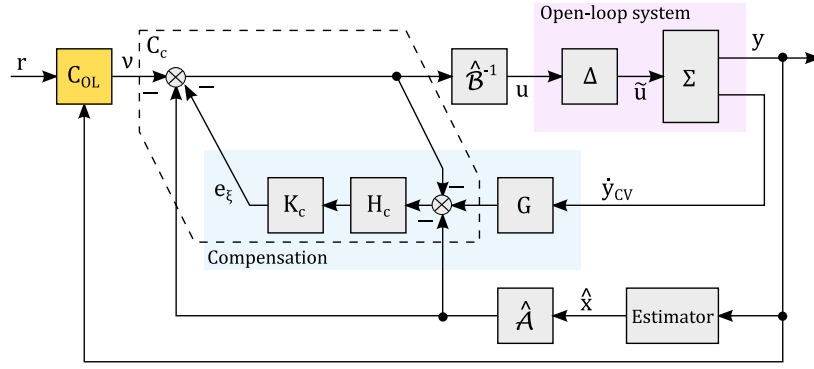 Open-loop system
r
C_OL
ν
C_c
B̂⁻¹
u
Δ
ũ
Σ
y
e_ξ
K_c
H_c
G
ẏ_CV
Compensation
Â
x̂
Estimator